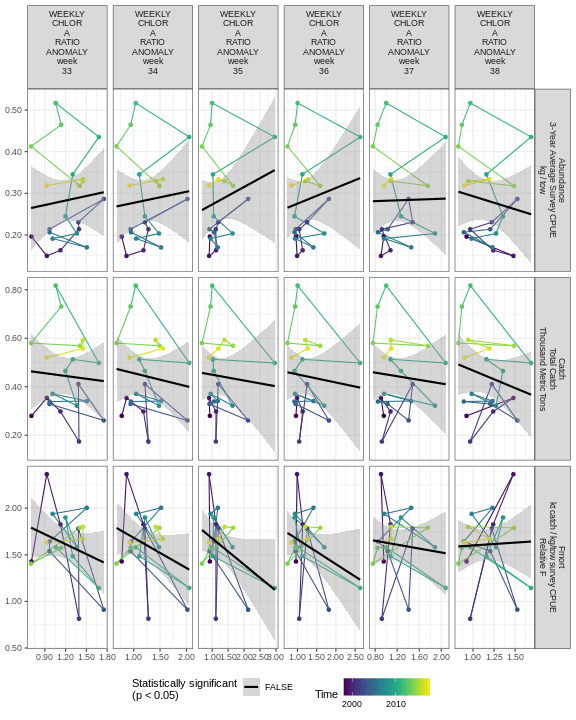 WEEKLY
CHLOR
A
RATIO
ANOMALY
week
33
WEEKLY
CHLOR
A
RATIO
ANOMALY
week
34
WEEKLY
CHLOR
A
RATIO
ANOMALY
week
35
WEEKLY
CHLOR
A
RATIO
ANOMALY
week
36
WEEKLY
CHLOR
A
RATIO
ANOMALY
week
37
WEEKLY
CHLOR
A
RATIO
ANOMALY
week
38
0.50
0.40
0.30
0.20
Abundance
3-Year Average Survey CPUE
kg / tow
0.80
0.60
0.40
0.20
Catch
Total Catch
Thousand Metric Tons
2.00
1.50
1.00
0.50
Fmort
kt catch / kg/tow survey CPUE
Relative F
0.90 1.20 1.50 1.80
1.00 1.50 2.00
1.00 1.50 2.00 2.50 3.00
1.00 1.50 2.00 2.50
0.80 1.20 1.60 2.00
1.00 1.25 1.50
Statistically significant
(p < 0.05)
FALSE
Time
2000 2010